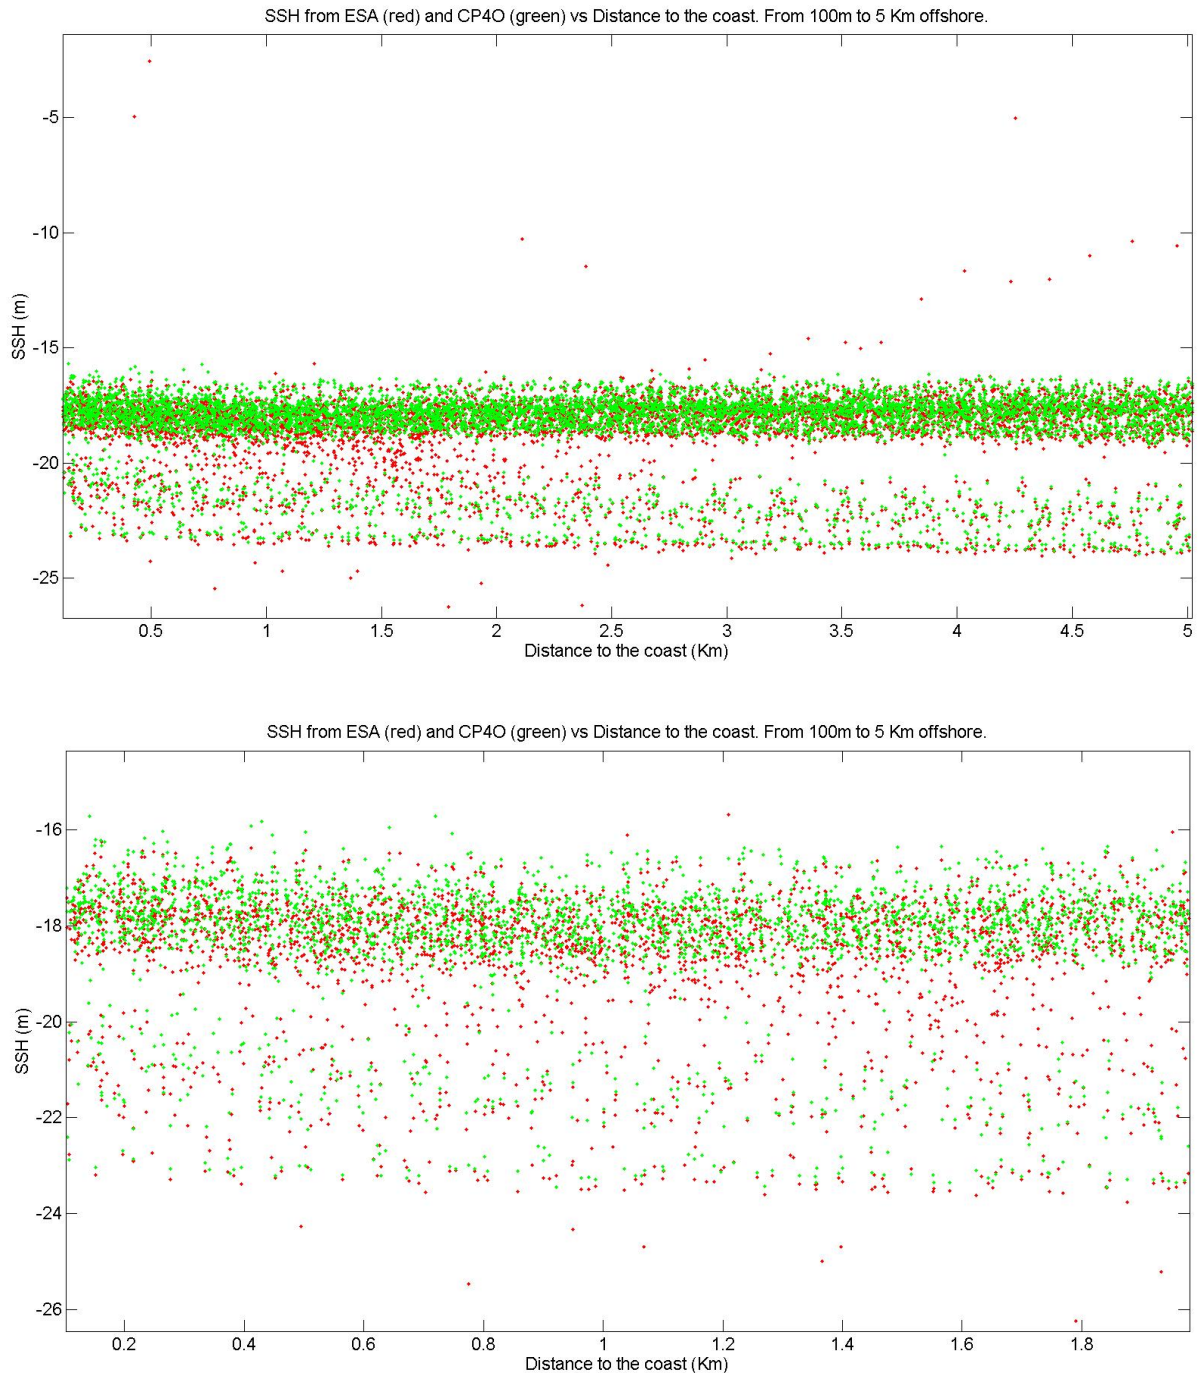 SSH from ESA (red) and CP4O (green) vs Distance to the coast. From 100m to 5 Km offshore.
-5
-10
-15
-20
-25
SSH (m)
0.5 1 1.5 2 2.5 3 3.5 4 4.5 5
Distance to the coast (Km)
SSH from ESA (red) and CP4O (green) vs Distance to the coast. From 100m to 5 Km offshore.
-16
-18
-20
-22
-24
-26
SSH (m)
0.2 0.4 0.6 0.8 1 1.2 1.4 1.6 1.8
Distance to the coast (Km)